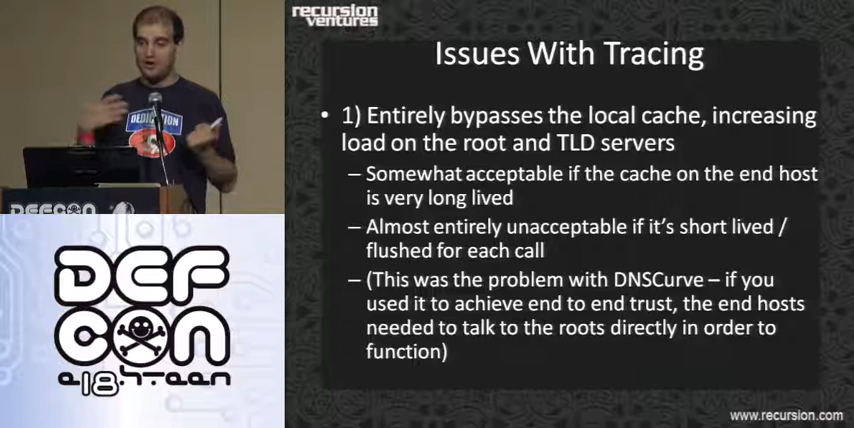 recursion
ventures
Issues With Tracing
• 1) Entirely bypasses the local cache, increasing
load on the root and TLD servers
– Somewhat acceptable if the cache on the end host
is very long lived
– Almost entirely unacceptable if it's short lived /
flushed for each call
– (This was the problem with DNSCurve – if you
used it to achieve end to end trust, the end hosts
needed to talk to the roots directly in order to
function)
www.recursion.com
DEDICATION
DEFCON
DEF
CON
e18.hteen